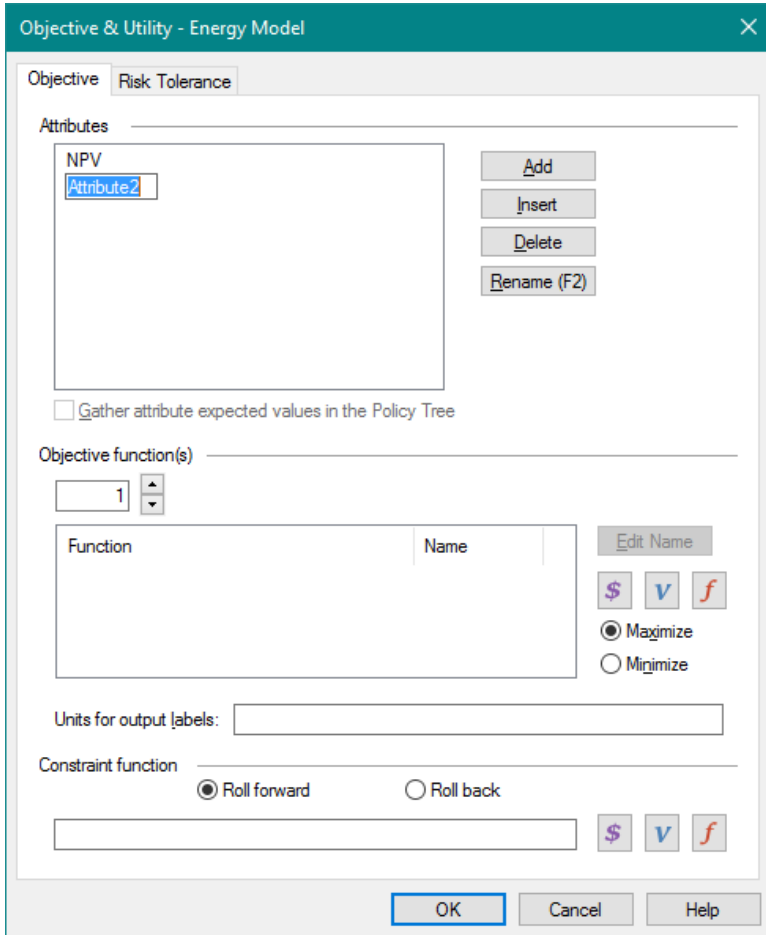 Objective & Utility - Energy Model
Objective
Risk Tolerance
Attributes
NPV
Attribute2
Add
Insert
Delete
Rename (F2)
Gather attribute expected values in the Policy Tree
Objective function(s)
1
Function
Name
Edit Name
$ V f
Maximize
Minimize
Units for output labels:
Constraint function
Roll forward
Roll back
$ V f
OK
Cancel
Help